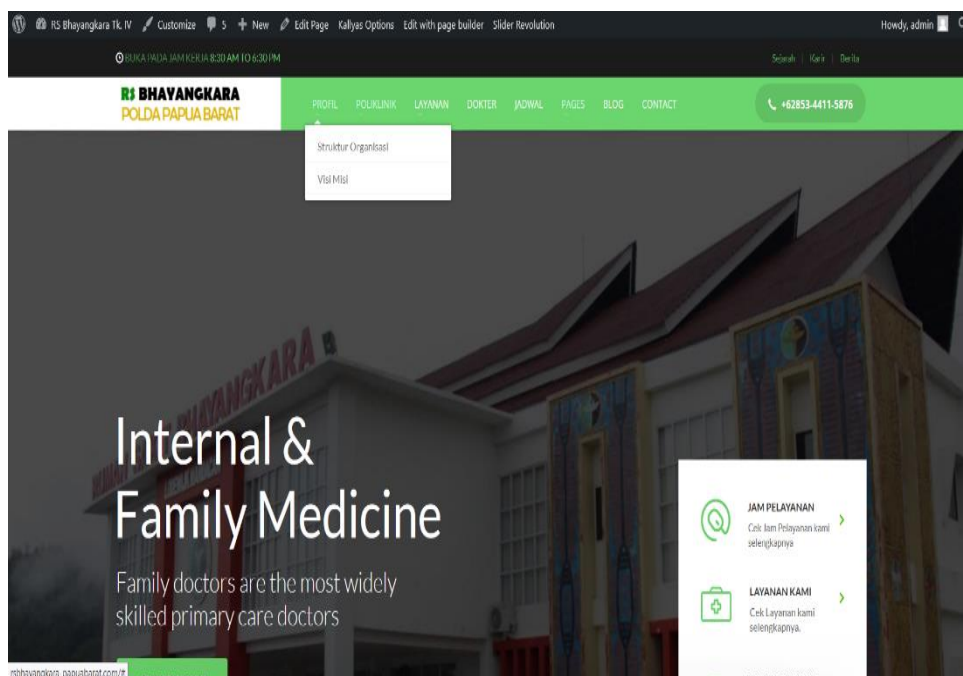 RS Bhayangkara Tk. IV Customize 5 New Edit Page Kallyas Options Edit with page builder Slider Revolution Howdy, admin
BUKA PADA JAM KERJA 8:30 AM TO 6:30 PM Sejarah | Karir | Berita
RS BHAYANGKARA
POLDA PAPUA BARAT
PROFIL POLIKLINIK LAYANAN DOKTER JADWAL PAGES BLOG CONTACT +62853-4411-5876
Struktur Organisasi
Visi Misi
BHAYANGKARA
Internal &
Family Medicine
Family doctors are the most widely
skilled primary care doctors
JAM PELAYANAN
Cek Jam Pelayanan kami
selengkapnya
LAYANAN KAMI
Cek Layanan kami
selengkapnya.
rsbhayangkara-papuabarat.com/#